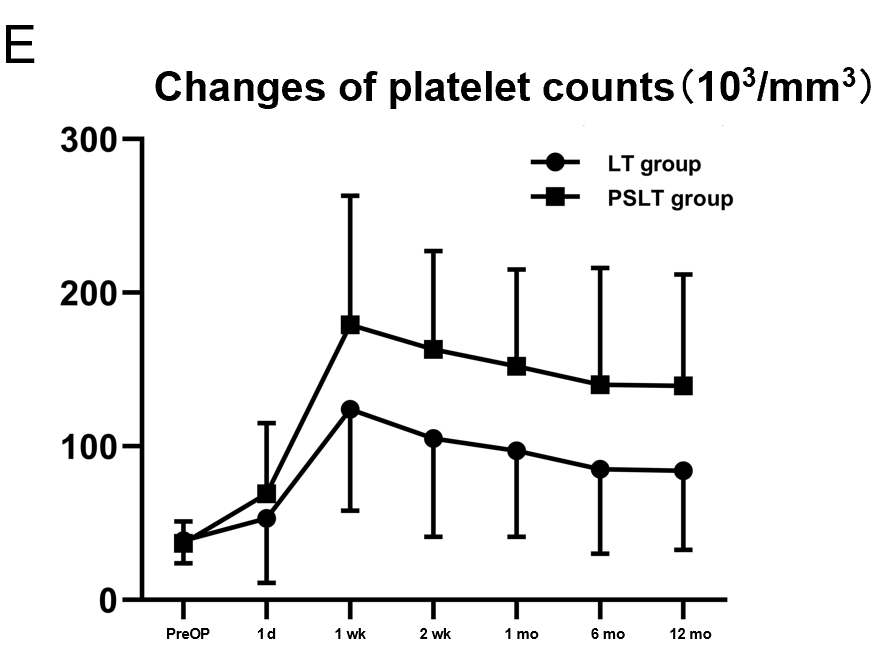 E
Changes of platelet counts（10³/mm³）
300
LT group
PSLT group
200
100
0
PreOP 1 d 1 wk 2 wk 1 mo 6 mo 12 mo